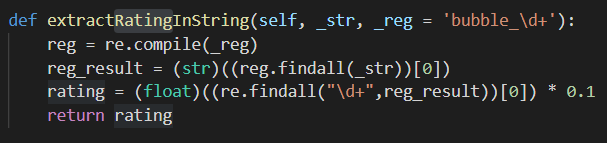 def extractRatingInString(self, _str, _reg = 'bubble_\d+'):
    reg = re.compile(_reg)
    reg_result = (str)((reg.findall(_str))[0])
    rating = (float)((re.findall("\d+",reg_result))[0]) * 0.1
    return rating